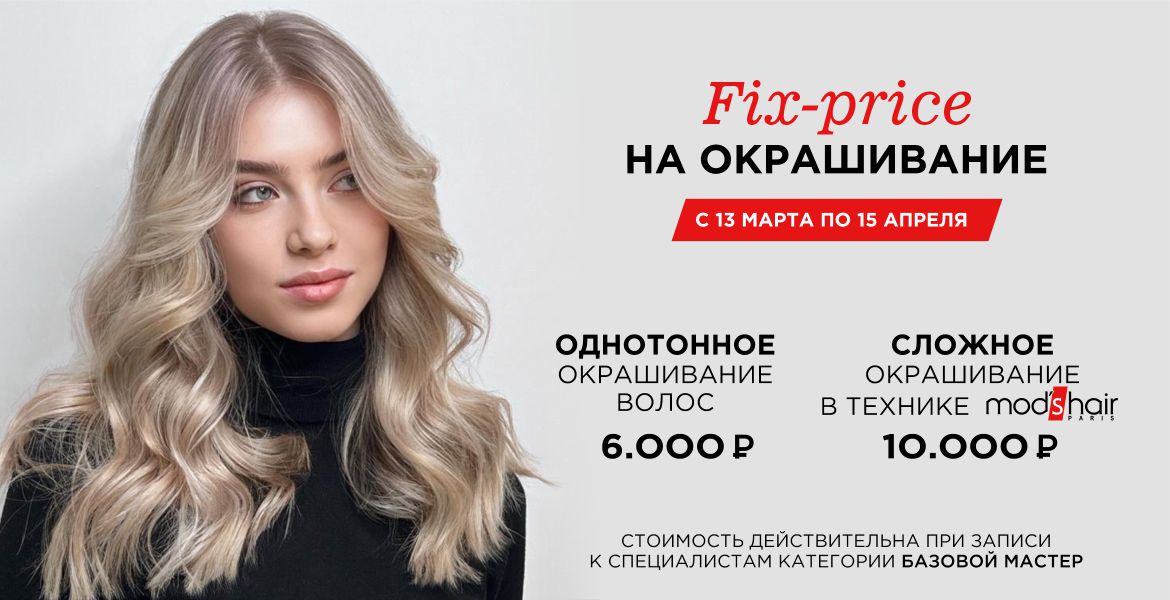 Fix-price
НА ОКРАШИВАНИЕ
С 13 МАРТА ПО 15 АПРЕЛЯ
ОДНОТОННОЕ
ОКРАШИВАНИЕ
ВОЛОС
6.000 ₽
СЛОЖНОЕ
ОКРАШИВАНИЕ
В ТЕХНИКЕ mod's hair
PARIS
10.000 ₽
СТОИМОСТЬ ДЕЙСТВИТЕЛЬНА ПРИ ЗАПИСИ
К СПЕЦИАЛИСТАМ КАТЕГОРИИ БАЗОВОЙ МАСТЕР